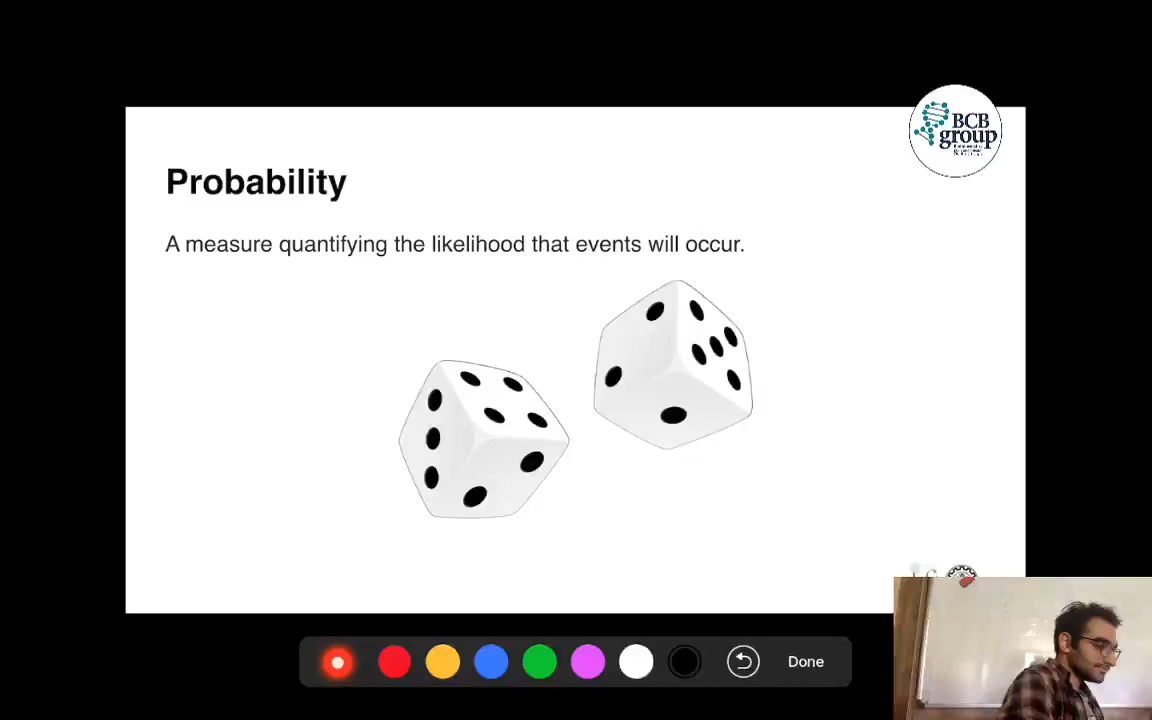 BCB
group
Probability
A measure quantifying the likelihood that events will occur.
Done